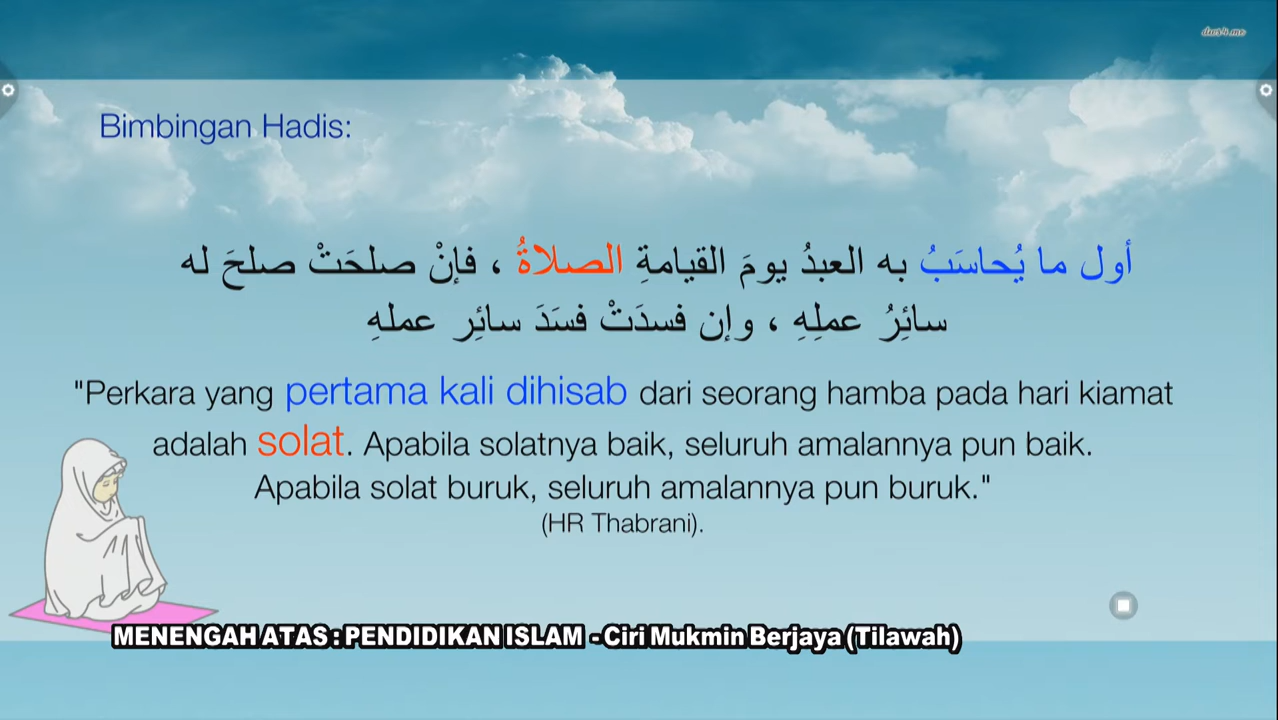 dues4.me
Bimbingan Hadis:
أول ما يُحاسَبُ به العبدُ يومَ القيامةِ الصلاةُ ، فإنْ صلحَتْ صلحَ له
سائِرُ عملِهِ ، وإن فسدَتْ فسَدَ سائِر عملهِ
"Perkara yang pertama kali dihisab dari seorang hamba pada hari kiamat
adalah solat. Apabila solatnya baik, seluruh amalannya pun baik.
Apabila solat buruk, seluruh amalannya pun buruk."
(HR Thabrani).
MENENGAH ATAS : PENDIDIKAN ISLAM - Ciri Mukmin Berjaya (Tilawah)